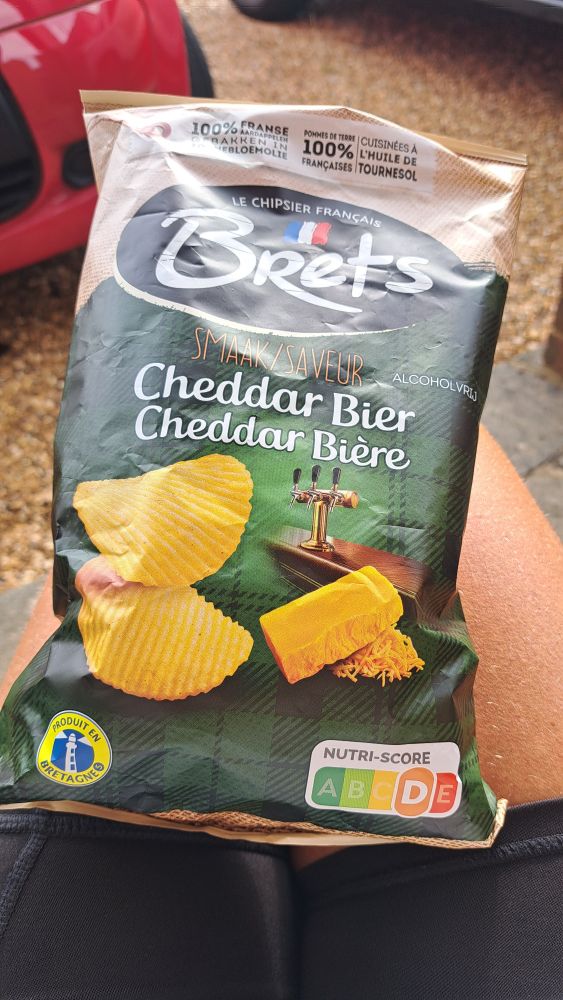 100% FRANSE
AARDAPPELEN
GEBAKKEN IN
POMMES DE TERRE
100%
FRANÇAISES
CUISINÉES À
L'HUILE DE
TOURNESOL
LE CHIPSIER FRANÇAIS
Brets
SMAAK/SAVEUR
ALCOHOLVRIJ
Cheddar Bier
Cheddar Bière
PRODUIT EN
BRETAGNE
NUTRI-SCORE
A B C D E